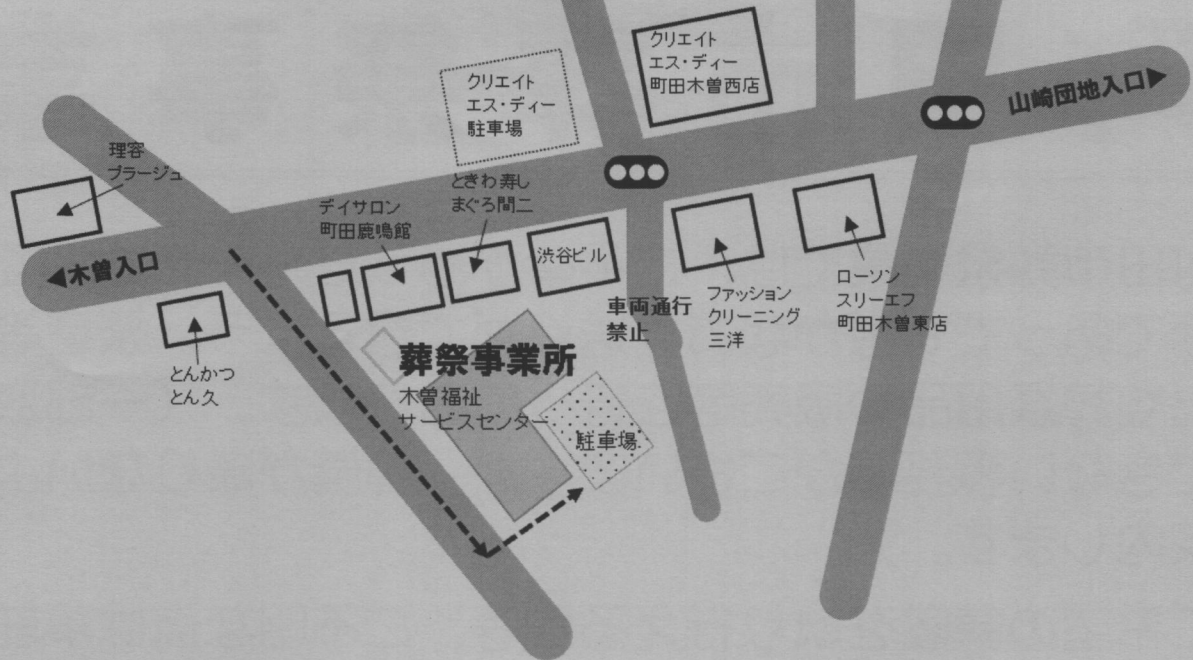 クリエイト
エス・ディー
町田木曽西店
クリエイト
エス・ディー
駐車場
山崎団地入口▶
理容
プラージュ
ときわ寿し
まぐろ間二
デイサロン
町田鹿鳴館
渋谷ビル
◀木曽入口
車両通行
禁止
ファッション
クリーニング
三洋
ローソン
スリーエフ
町田木曽東店
とんかつ
とん久
葬祭事業所
木曽福祉
サービスセンター
駐車場